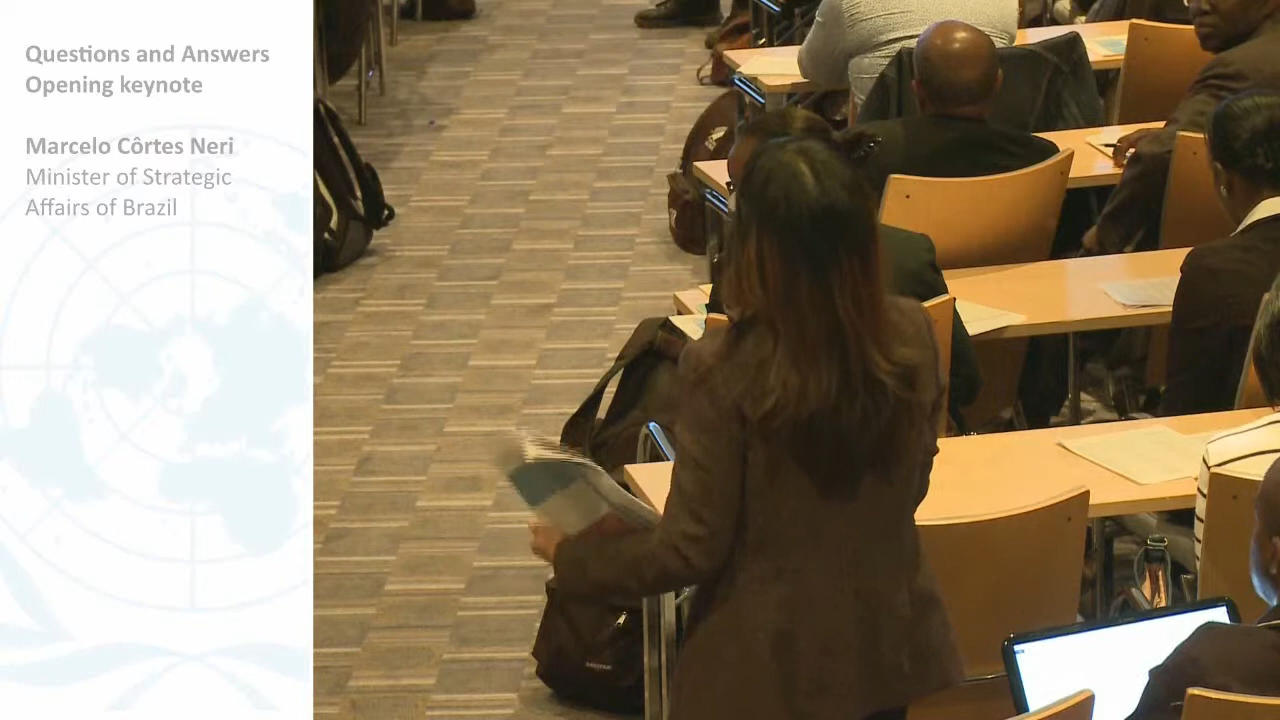 Questions and Answers
Opening keynote
Marcelo Côrtes Neri
Minister of Strategic
Affairs of Brazil